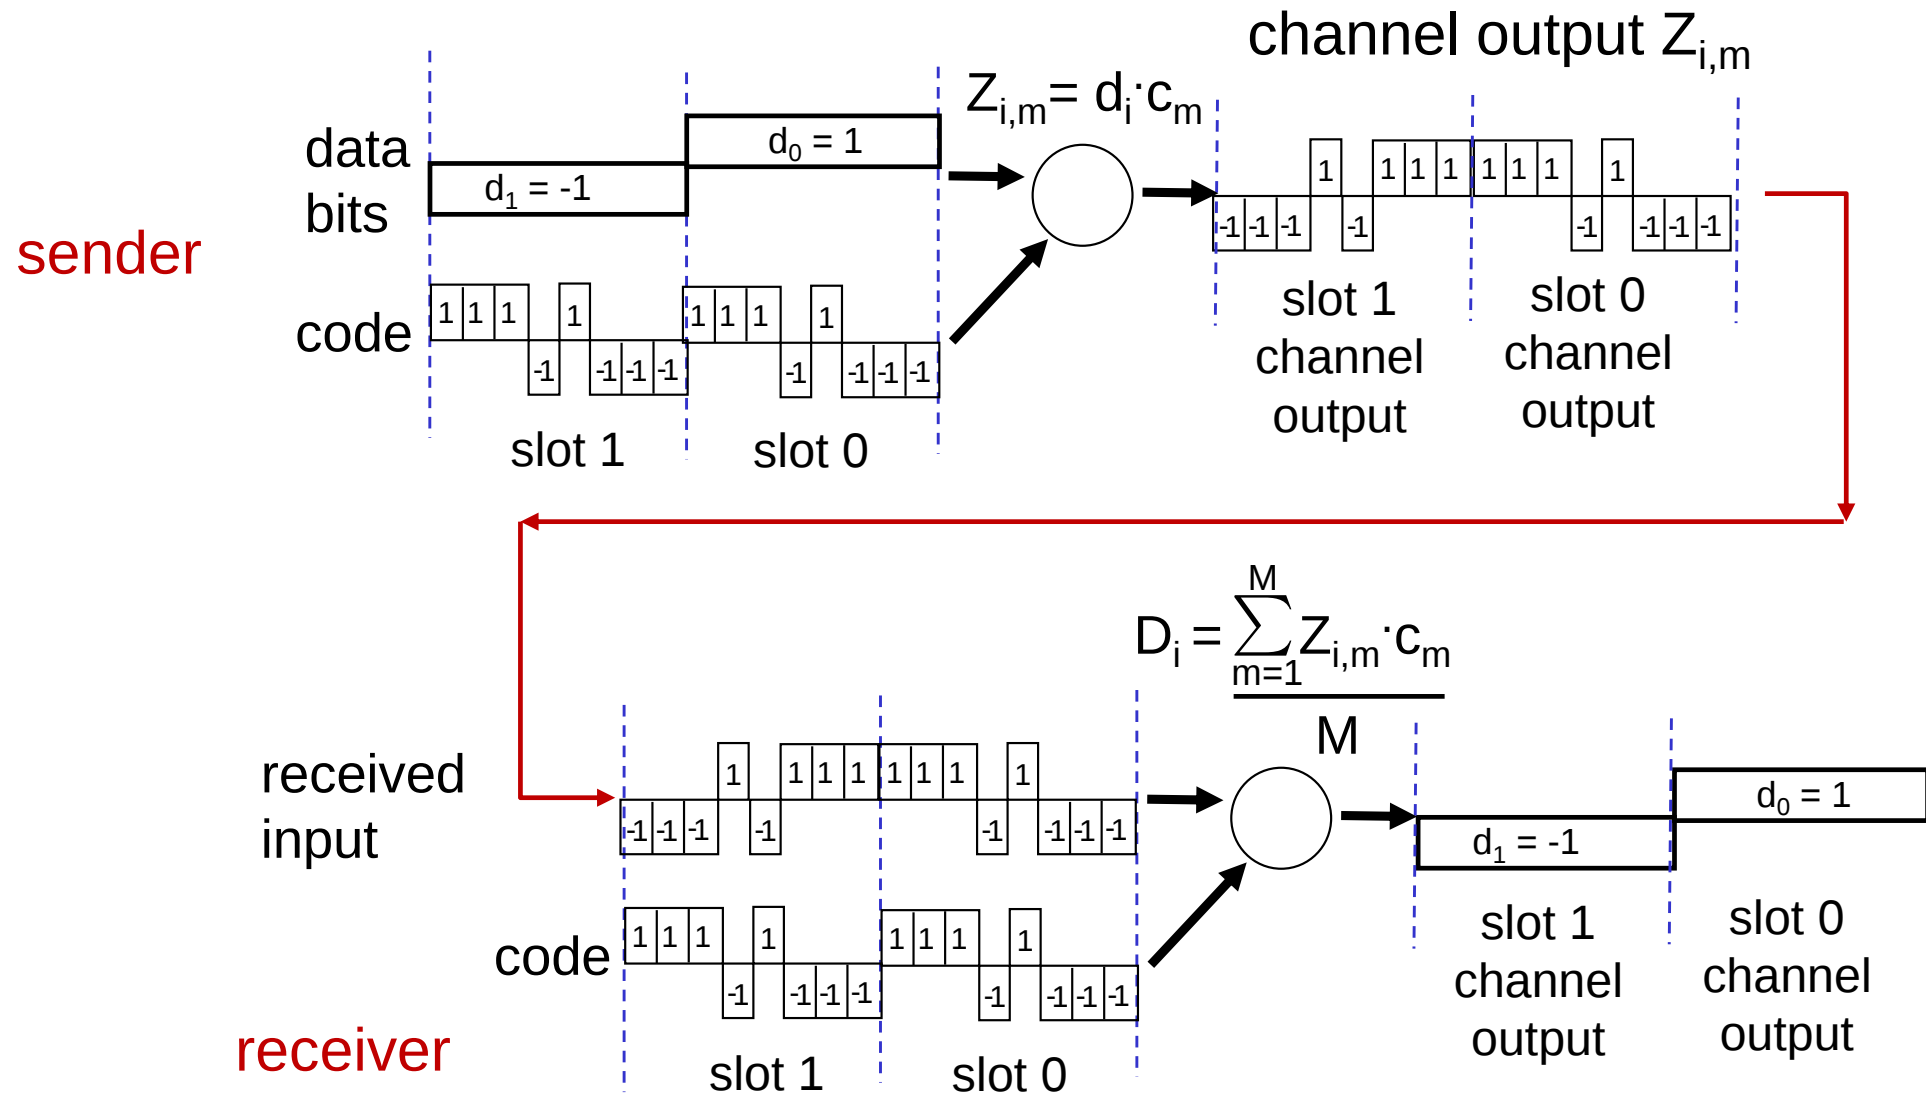 channel output Z_{i,m}
Z_{i,m}= d_i·c_m
data
bits
d_1 = -1
d_0 = 1
sender
code
1 1 1 -1 1 -1 -1 -1
1 1 1 -1 1 -1 -1 -1
slot 1
slot 0
-1 -1 -1 1 -1 1 1 1
1 1 1 -1 1 -1 -1 -1
slot 1
channel
output
slot 0
channel
output
D_i = ∑_{m=1}^{M} Z_{i,m}·c_m
M
received
input
-1 -1 -1 1 -1 1 1 1
1 1 1 -1 1 -1 -1 -1
code
1 1 1 -1 1 -1 -1 -1
1 1 1 -1 1 -1 -1 -1
receiver
slot 1
slot 0
d_1 = -1
d_0 = 1
slot 1
channel
output
slot 0
channel
output